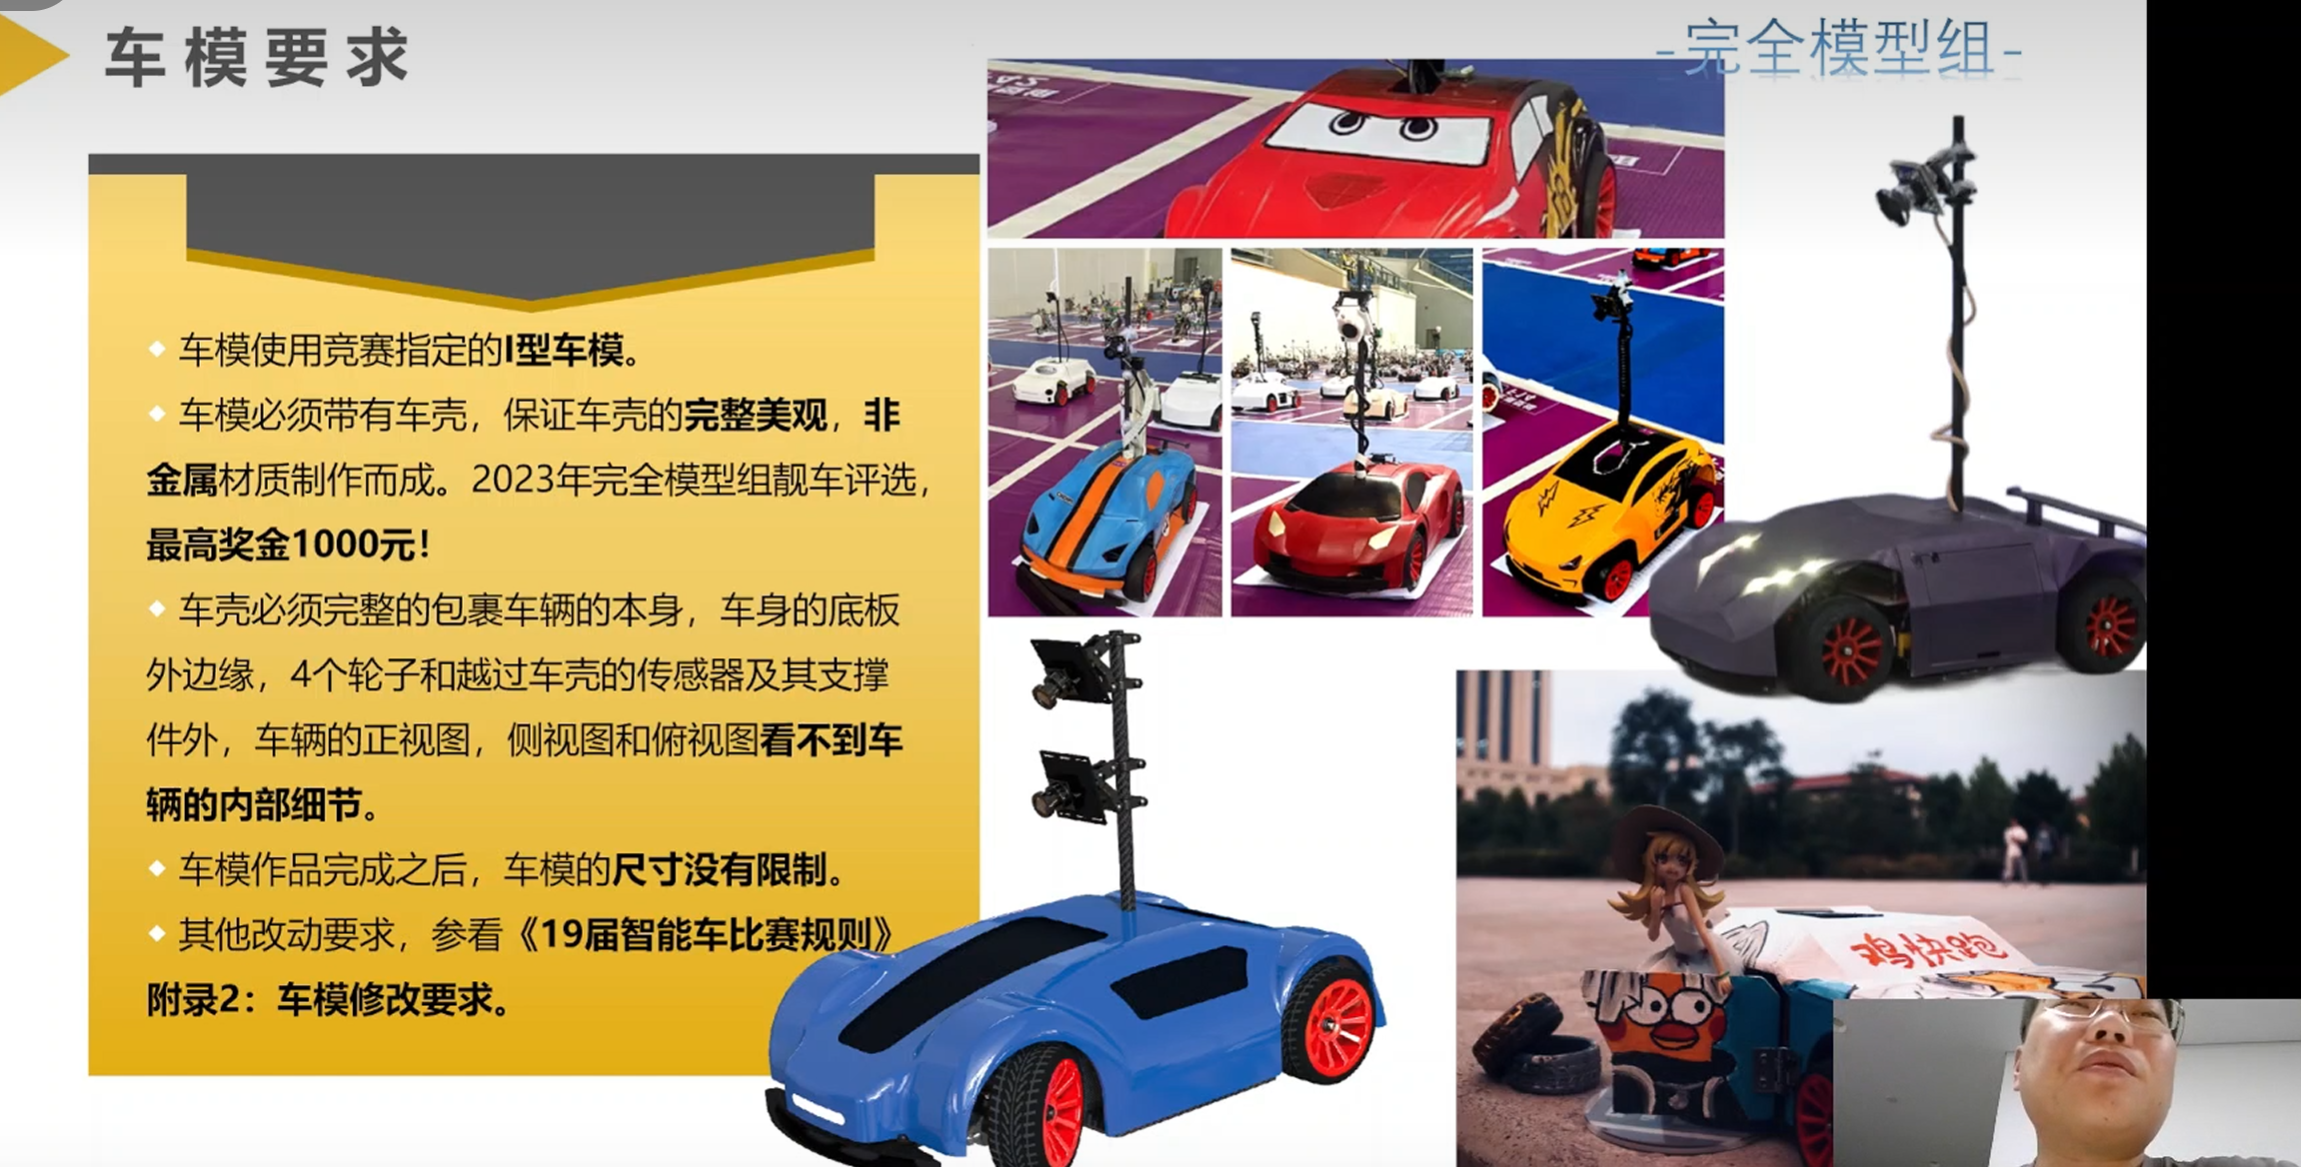 车模要求
-完全模型组-
◆ 车模使用竞赛指定的I型车模。
◆ 车模必须带有车壳，保证车壳的完整美观，非
金属材质制作而成。2023年完全模型组靓车评选，
最高奖金1000元！
◆ 车壳必须完整的包裹车辆的本身，车身的底板
外边缘，4个轮子和越过车壳的传感器及其支撑
件外，车辆的正视图，侧视图和俯视图看不到车
辆的内部细节。
◆ 车模作品完成之后，车模的尺寸没有限制。
◆ 其他改动要求，参看《19届智能车比赛规则》
附录2：车模修改要求。
鸡快跑